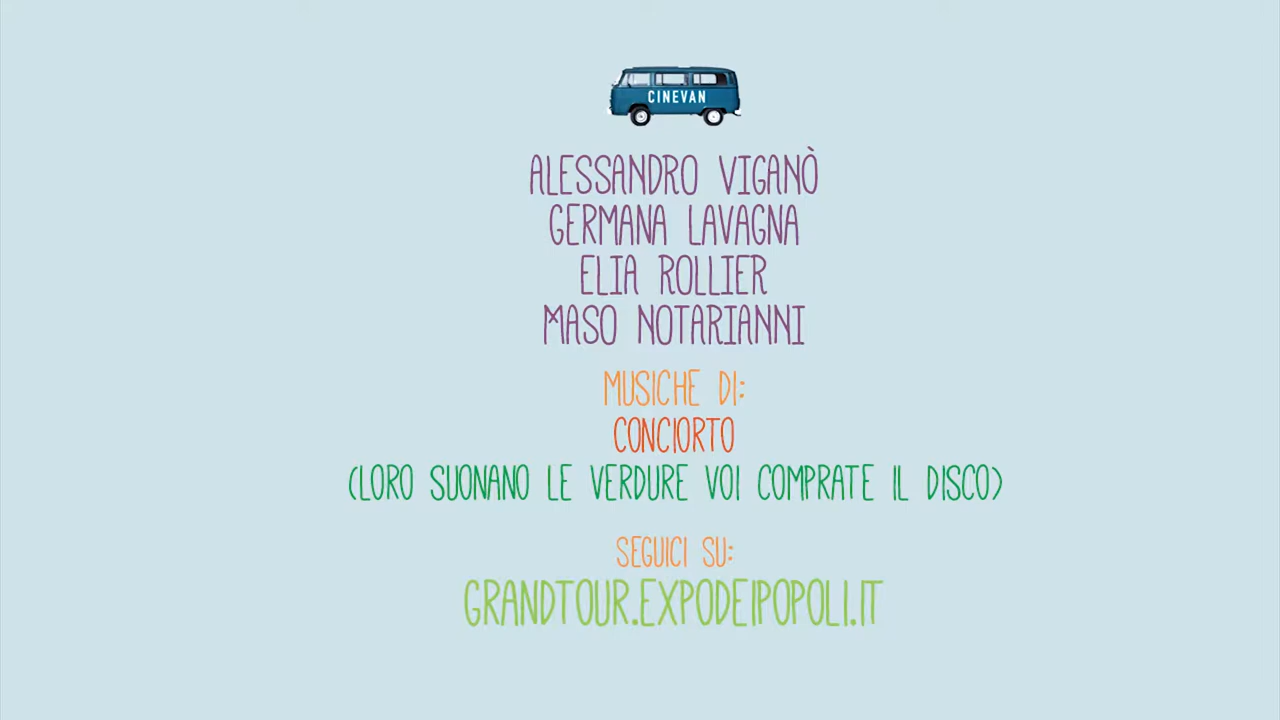 CINEVAN
ALESSANDRO VIGANÒ
GERMANA LAVAGNA
ELIA ROLLIER
MASO NOTARIANNI
MUSICHE DI:
CONCIORTO
(LORO SUONANO LE VERDURE VOI COMPRATE IL DISCO)
SEGUICI SU:
GRANDTOUR.EXPODEIPOPOLI.IT